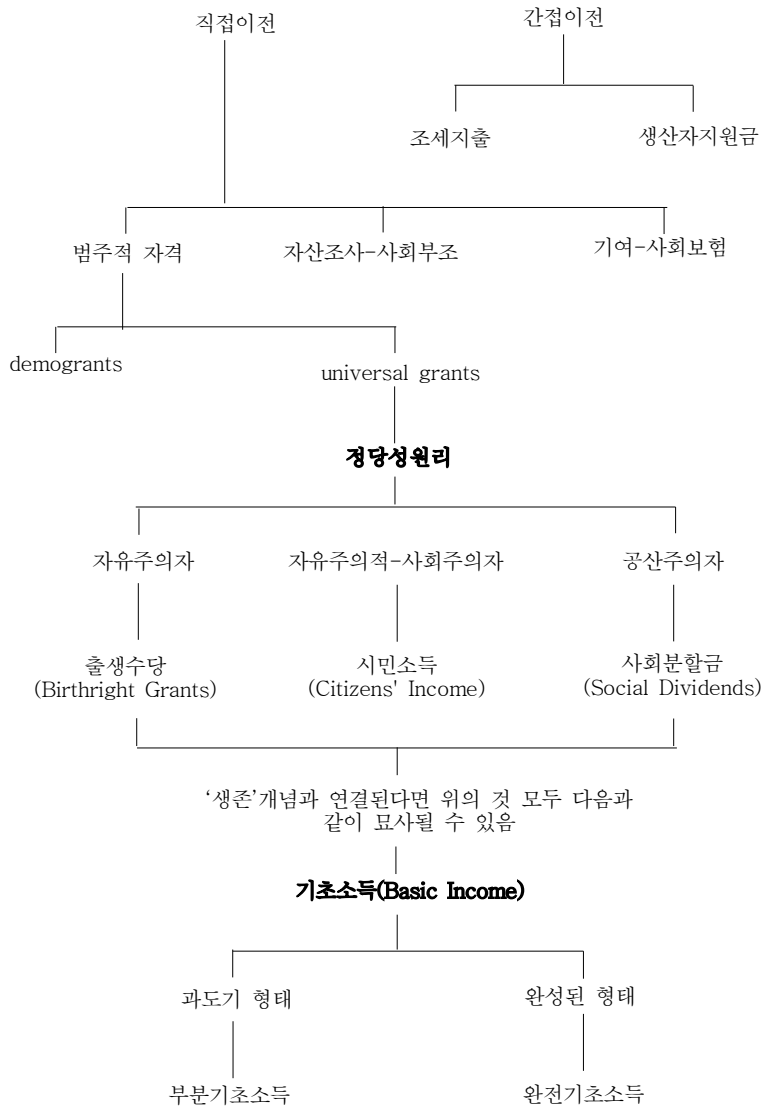 직접이전
간접이전
조세지출
생산자지원금
범주적 자격
자산조사-사회부조
기여-사회보험
demogrants
universal grants
정당성원리
자유주의자
자유주의적-사회주의자
공산주의자
출생수당
(Birthright Grants)
시민소득
(Citizens' Income)
사회분할금
(Social Dividends)
‘생존’개념과 연결된다면 위의 것 모두 다음과
같이 묘사될 수 있음
기초소득(Basic Income)
과도기 형태
완성된 형태
부분기초소득
완전기초소득